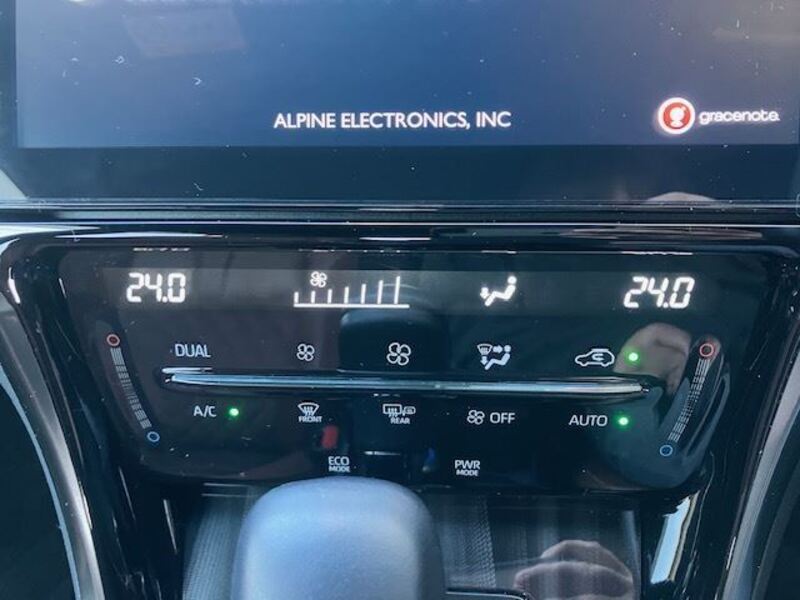 ALPINE ELECTRONICS, INC
gracenote.
24.0
24.0
DUAL
A/C
FRONT
REAR
OFF
AUTO
ECO
MODE
PWR
MODE